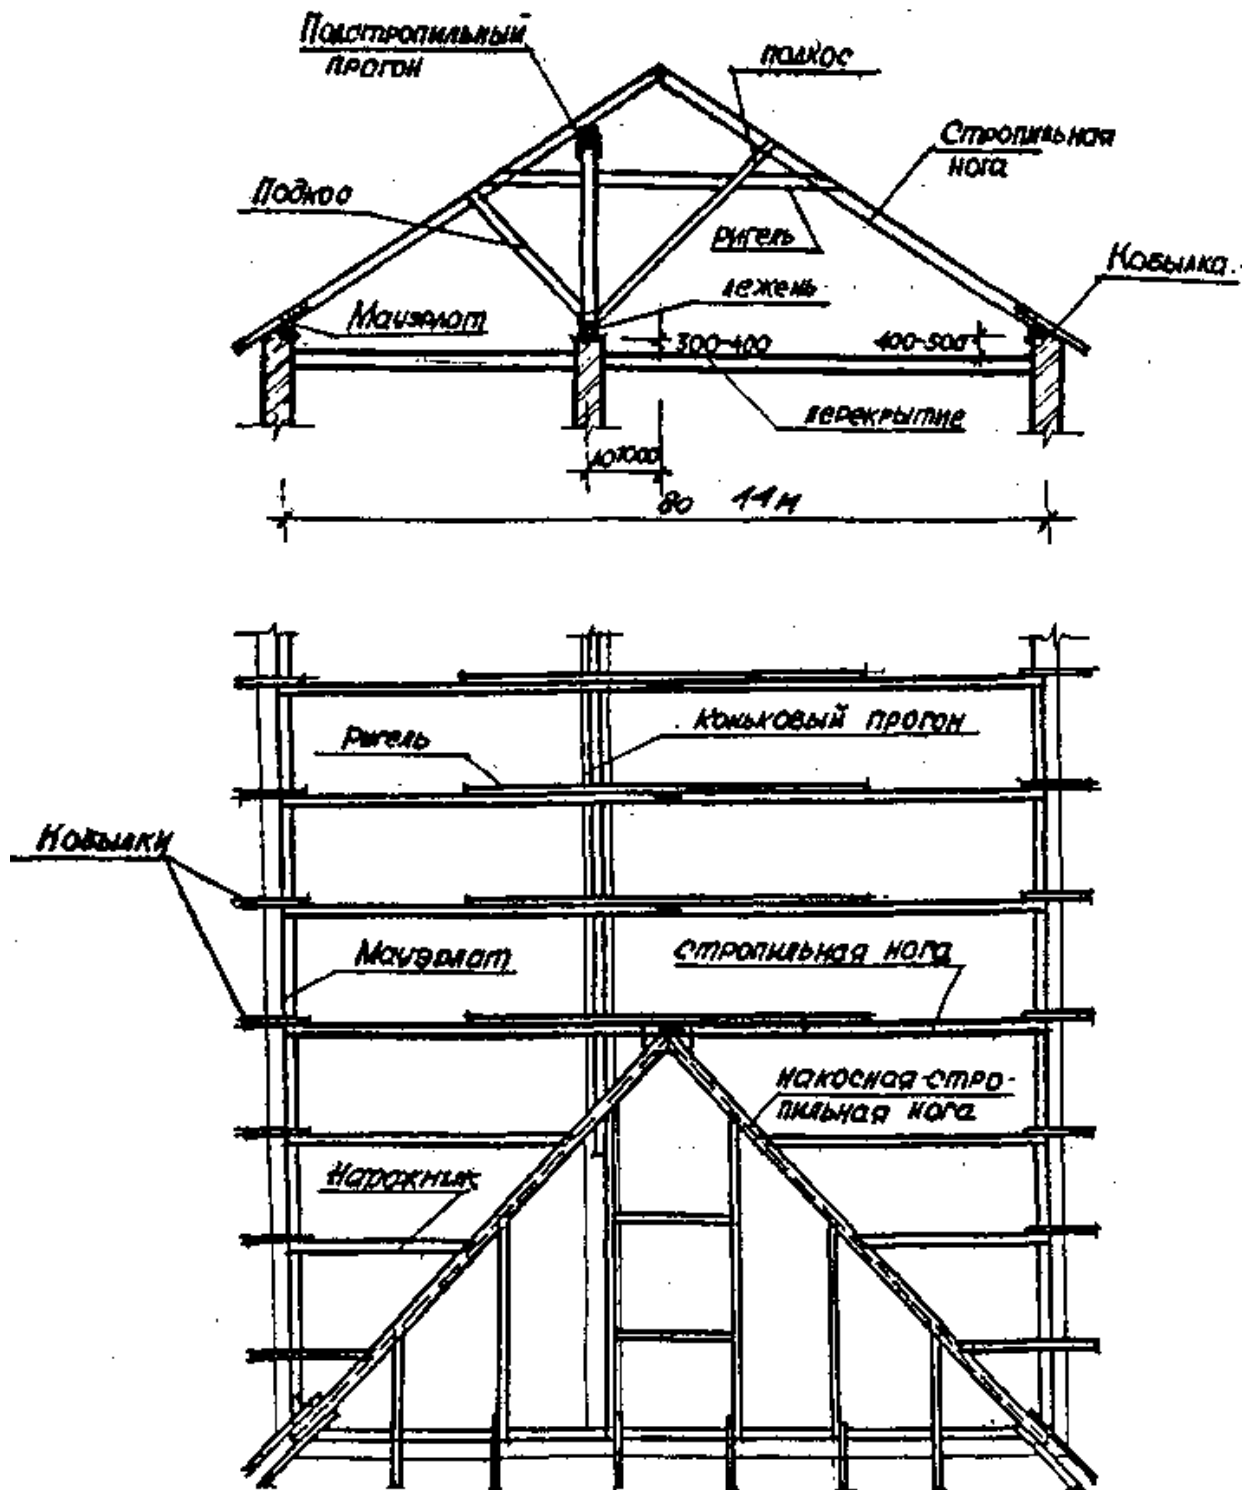 Подстропильный
прогон
подкос
Стропильная
нога
Подкос
ригель
Кобылка
лежень
Мауэрлат
300-400
400-500
перекрытие
до 1000
до 11м
Коньковый прогон
Ригель
Кобылки
Мауэрлат
стропильная нога
накосная стро-
пильная нога
Нарожник